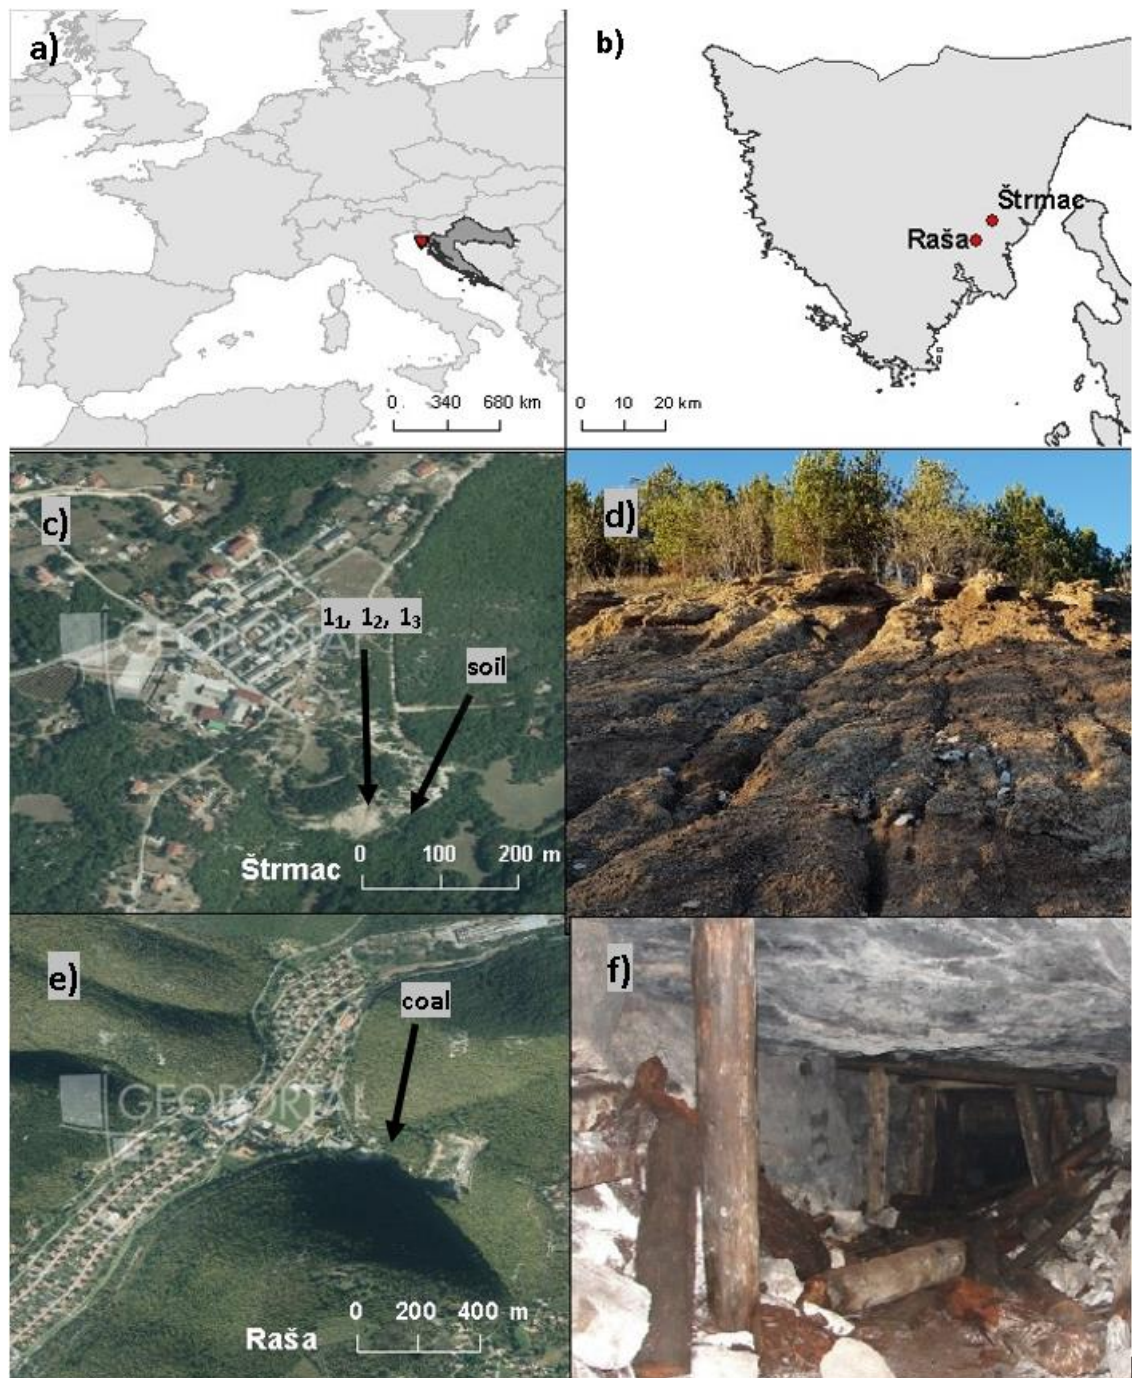 a)
0 340 680 km
b)
Štrmac
Raša
0 10 20 km
c)
1₁, 1₂, 1₃
GEOPORTAL
soil
Štrmac
0 100 200 m
d)
e)
coal
GEOPORTAL
Raša
0 200 400 m
f)